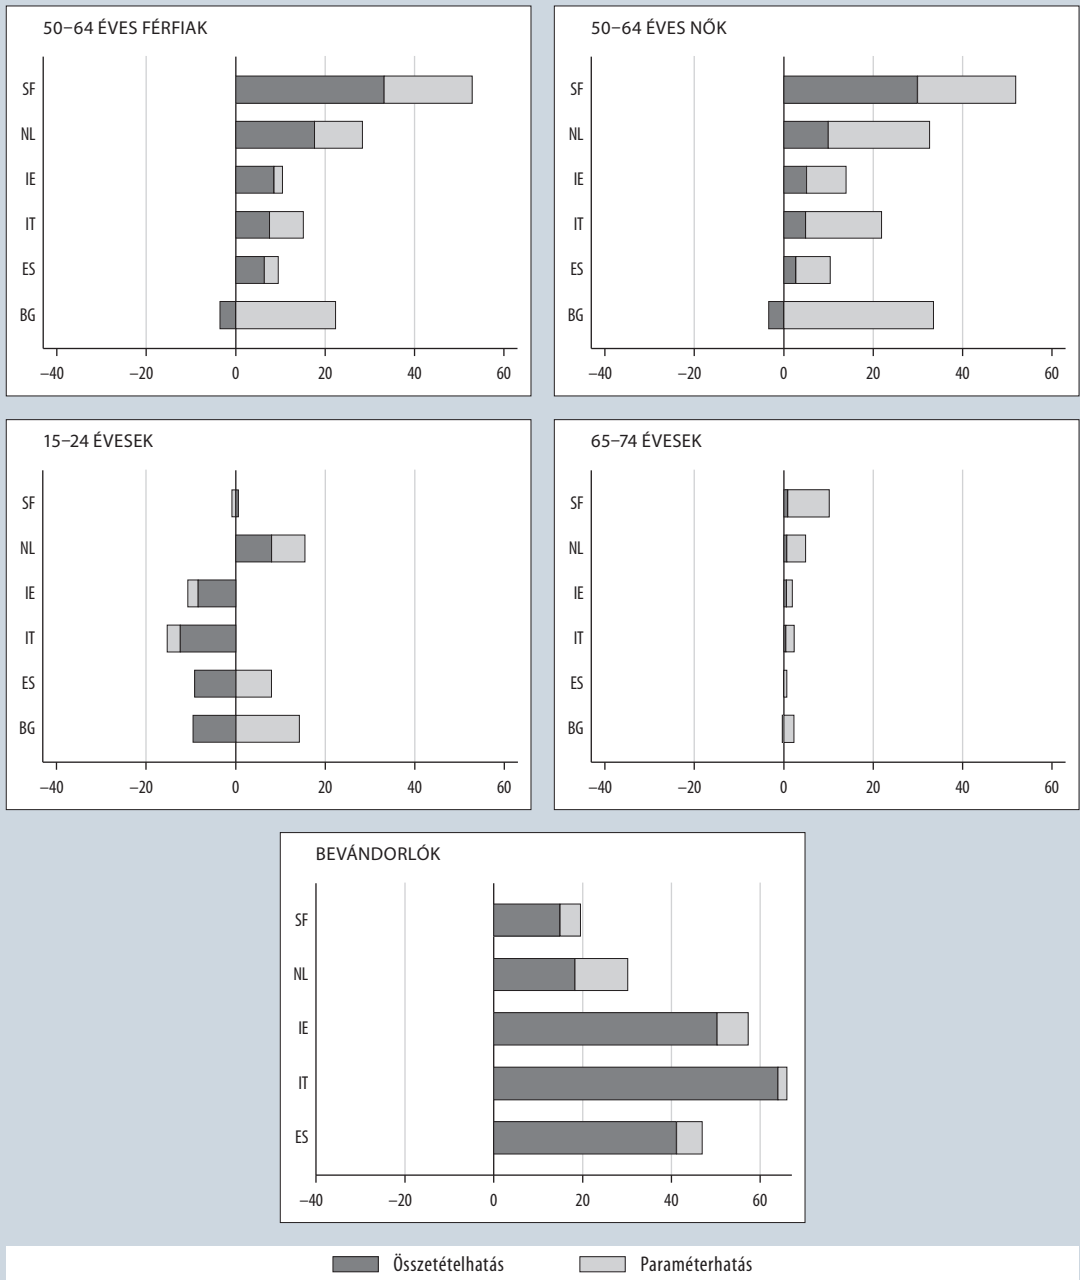 50–64 ÉVES FÉRFIAK
SF
NL
IE
IT
ES
BG
–40 –20 0 20 40 60
50–64 ÉVES NŐK
SF
NL
IE
IT
ES
BG
–40 –20 0 20 40 60
15–24 ÉVESEK
SF
NL
IE
IT
ES
BG
–40 –20 0 20 40 60
65–74 ÉVESEK
SF
NL
IE
IT
ES
BG
–40 –20 0 20 40 60
BEVÁNDORLÓK
SF
NL
IE
IT
ES
–40 –20 0 20 40 60
Összetételhatás Paraméterhatás